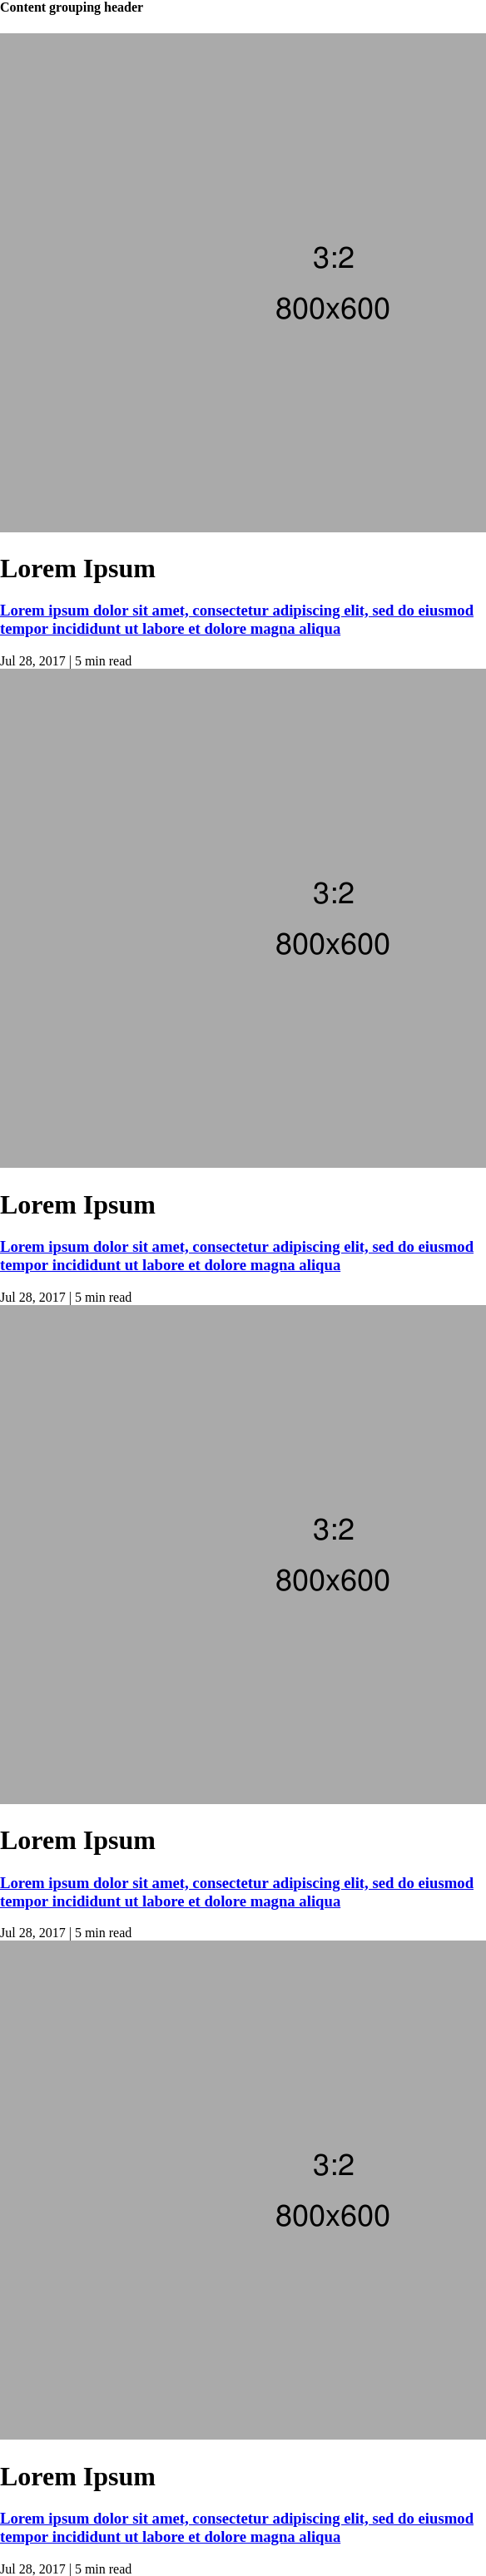 Content grouping header
3:2
800x600
Lorem Ipsum
Lorem ipsum dolor sit amet, consectetur adipiscing elit, sed do eiusmod
tempor incididunt ut labore et dolore magna aliqua
Jul 28, 2017 | 5 min read
3:2
800x600
Lorem Ipsum
Lorem ipsum dolor sit amet, consectetur adipiscing elit, sed do eiusmod
tempor incididunt ut labore et dolore magna aliqua
Jul 28, 2017 | 5 min read
3:2
800x600
Lorem Ipsum
Lorem ipsum dolor sit amet, consectetur adipiscing elit, sed do eiusmod
tempor incididunt ut labore et dolore magna aliqua
Jul 28, 2017 | 5 min read
3:2
800x600
Lorem Ipsum
Lorem ipsum dolor sit amet, consectetur adipiscing elit, sed do eiusmod
tempor incididunt ut labore et dolore magna aliqua
Jul 28, 2017 | 5 min read